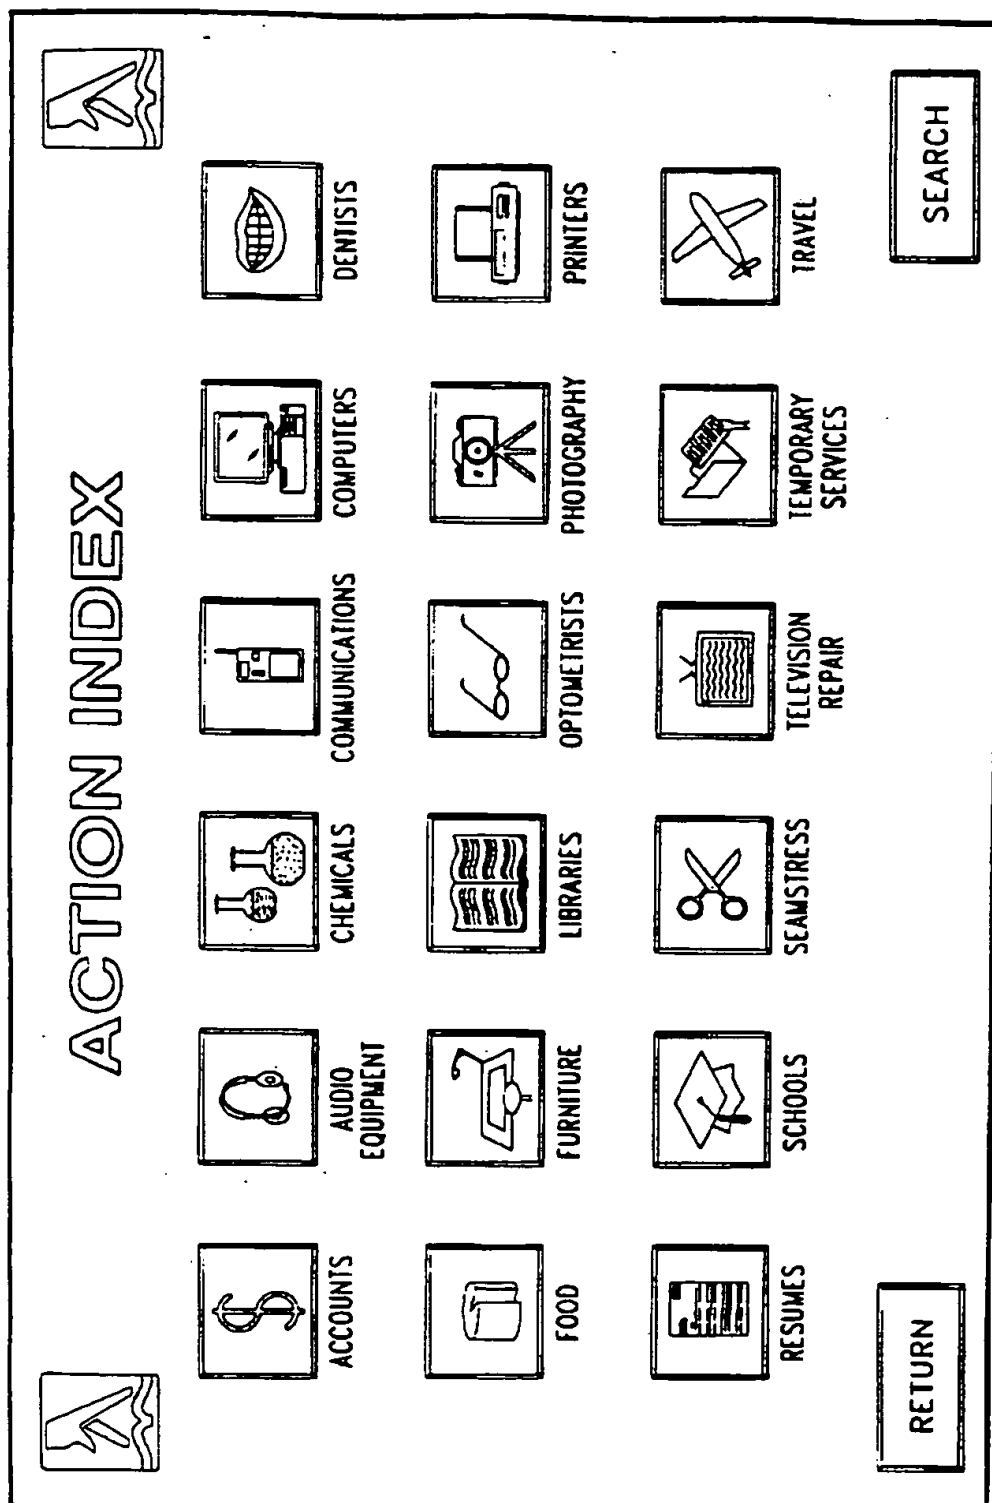 ACTION INDEX
ACCOUNTS
AUDIO
EQUIPMENT
CHEMICALS
COMMUNICATIONS
COMPUTERS
DENTISTS
FOOD
FURNITURE
LIBRARIES
OPTOMETRISTS
PHOTOGRAPHY
PRINTERS
RESUMES
SCHOOLS
SEAMSTRESS
TELEVISION
REPAIR
TEMPORARY
SERVICES
TRAVEL
RETURN
SEARCH